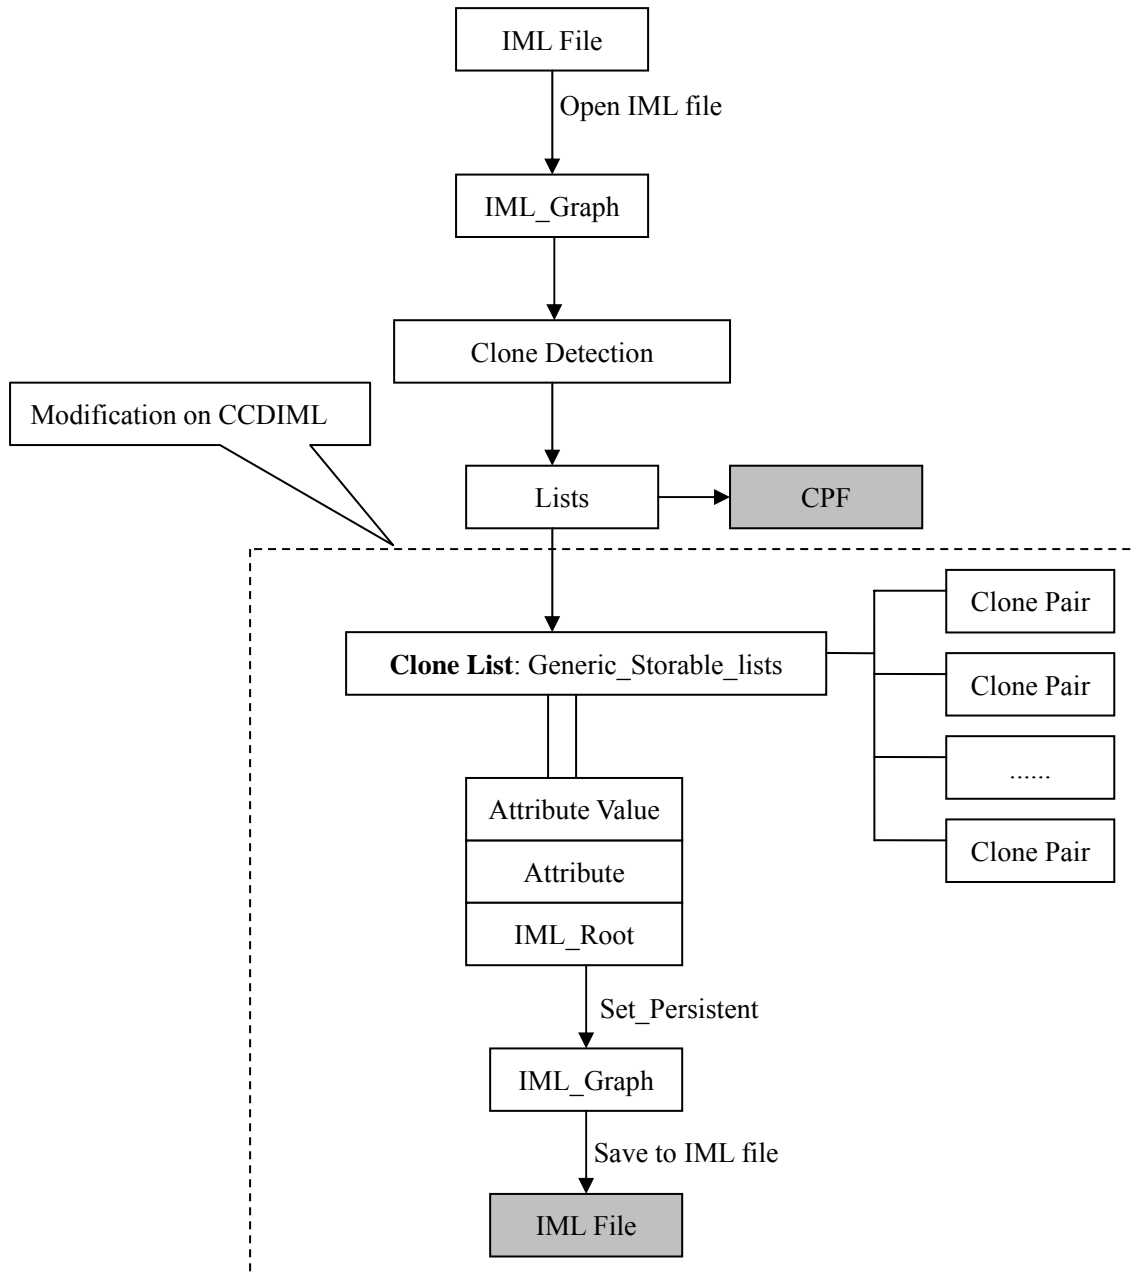 IML File
Open IML file
IML_Graph
Clone Detection
Modification on CCDIML
Lists
CPF
Clone List: Generic_Storable_lists
Clone Pair
Clone Pair
......
Clone Pair
Attribute Value
Attribute
IML_Root
Set_Persistent
IML_Graph
Save to IML file
IML File